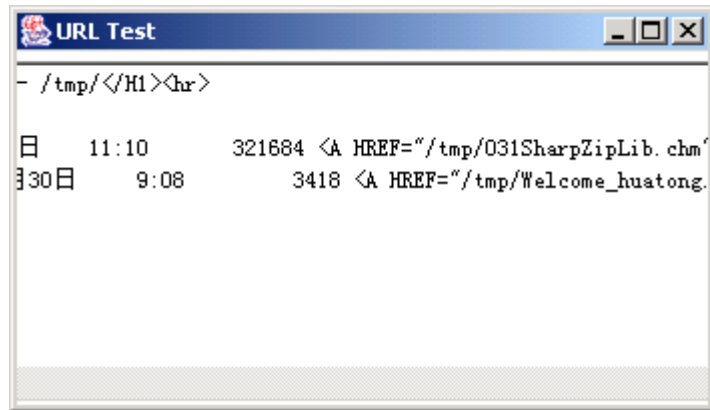 URL Test
- /tmp/</H1><hr>
日 11:10 321684 <A HREF="/tmp/031SharpZipLib.chm"
月30日 9:08 3418 <A HREF="/tmp/Welcome_huatong.